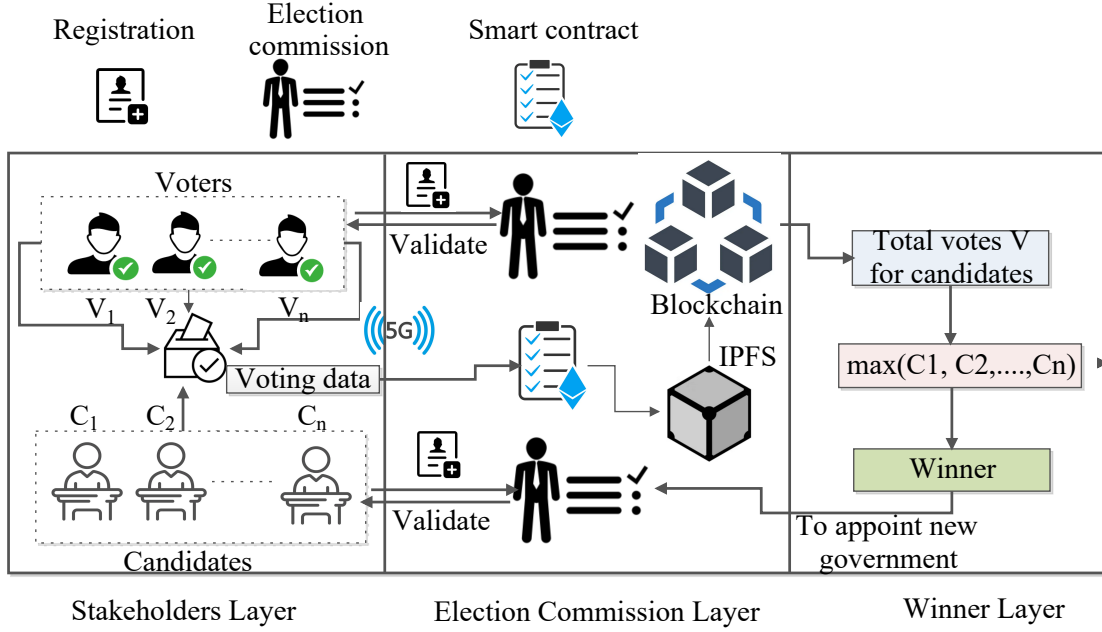 Registration
Election
commission
Smart contract
Voters
Validate
V1
V2
Vn
5G
Voting data
C1
C2
Cn
Candidates
Validate
Blockchain
IPFS
Total votes V
for candidates
max(C1, C2,....,Cn)
Winner
To appoint new
government
Stakeholders Layer
Election Commission Layer
Winner Layer